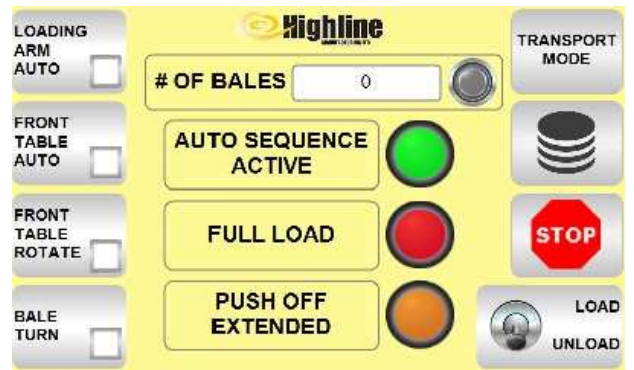 LOADING
ARM
AUTO
Highline
TRANSPORT
MODE
# OF BALES
0
FRONT
TABLE
AUTO
AUTO SEQUENCE
ACTIVE
FRONT
TABLE
ROTATE
FULL LOAD
STOP
BALE
TURN
PUSH OFF
EXTENDED
LOAD
UNLOAD